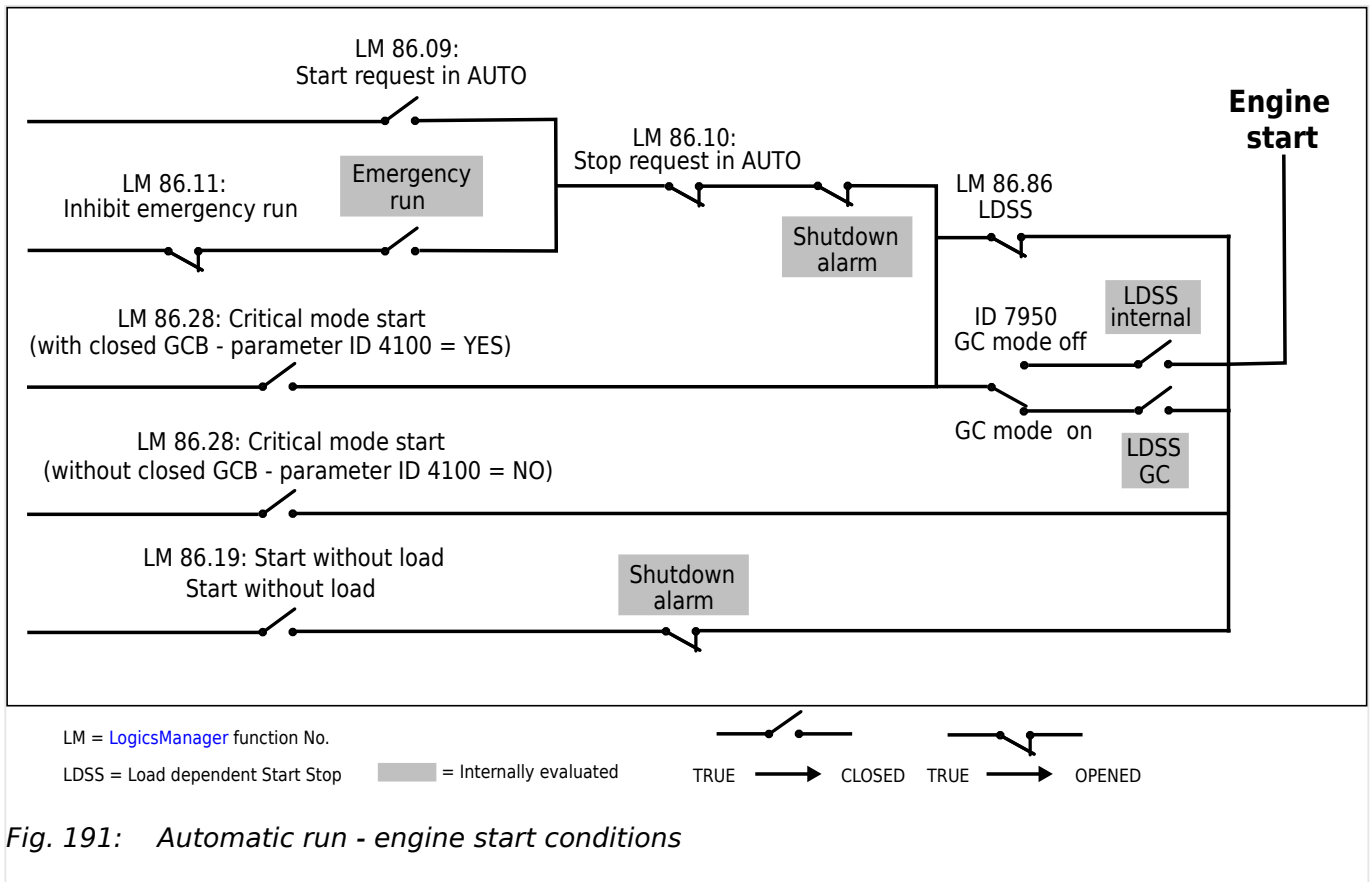 LM 86.09:
Start request in AUTO
Engine
start
LM 86.10:
Stop request in AUTO
Emergency
run
LM 86.11:
Inhibit emergency run
LM 86.86
LDSS
Shutdown
alarm
LDSS
internal
ID 7950
GC mode off
LM 86.28: Critical mode start
(with closed GCB - parameter ID 4100 = YES)
GC mode on
LDSS
GC
LM 86.28: Critical mode start
(without closed GCB - parameter ID 4100 = NO)
LM 86.19: Start without load
Start without load
Shutdown
alarm
LM = LogicsManager function No.
LDSS = Load dependent Start Stop
= Internally evaluated
TRUE CLOSED
TRUE OPENED
Fig. 191: Automatic run - engine start conditions